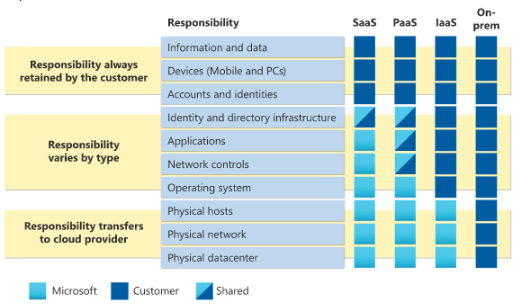 Responsibility
SaaS
PaaS
IaaS
On-
prem
Responsibility always
retained by the customer
Information and data
Devices (Mobile and PCs)
Accounts and identities
Responsibility
varies by type
Identity and directory infrastructure
Applications
Network controls
Operating system
Responsibility transfers
to cloud provider
Physical hosts
Physical network
Physical datacenter
Microsoft
Customer
Shared